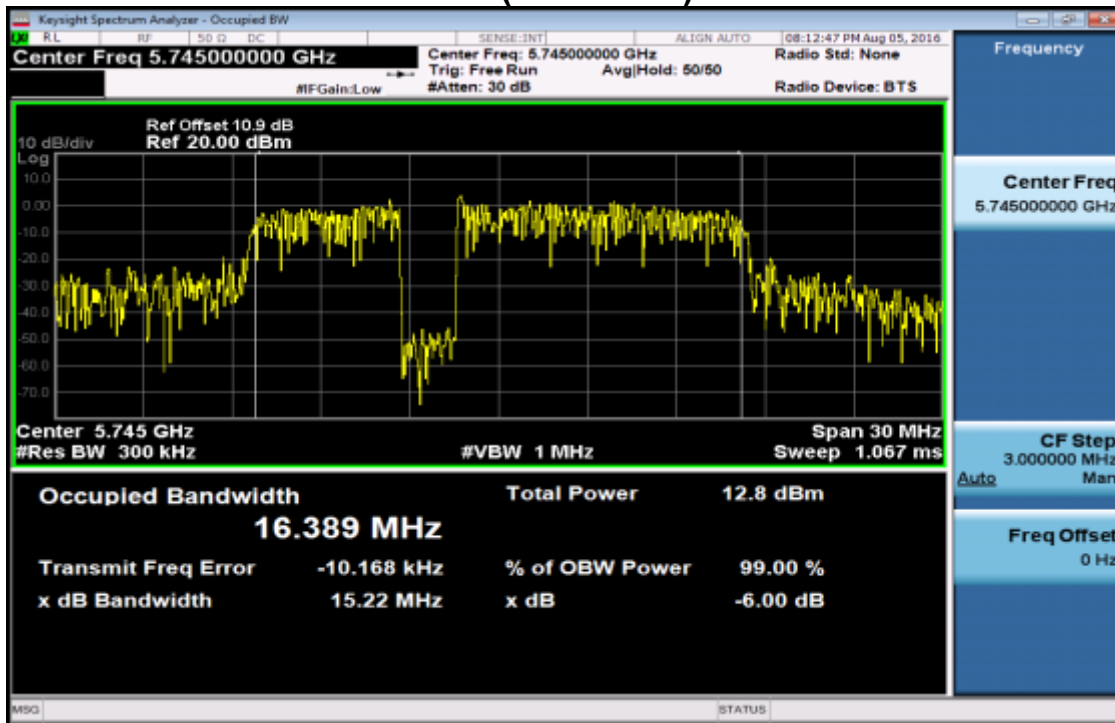 Keysight Spectrum Analyzer - Occupied BW
RL RF 50 Ω DC SENSE:INT ALIGN AUTO 08:12:47 PM Aug 05, 2016
Center Freq 5.745000000 GHz
Center Freq: 5.745000000 GHz Radio Std: None
Trig: Free Run Avg|Hold: 50/50
#IFGain:Low #Atten: 30 dB Radio Device: BTS
Frequency
Ref Offset 10.9 dB
10 dB/div Ref 20.00 dBm
Log
10.0
0.00
-10.0
-20.0
-30.0
-40.0
-50.0
-60.0
-70.0
Center Freq
5.745000000 GHz
Center 5.745 GHz Span 30 MHz
#Res BW 300 kHz #VBW 1 MHz Sweep 1.067 ms
CF Step
3.000000 MHz
Auto Man
Freq Offset
0 Hz
Occupied Bandwidth Total Power 12.8 dBm
16.389 MHz
Transmit Freq Error -10.168 kHz % of OBW Power 99.00 %
x dB Bandwidth 15.22 MHz x dB -6.00 dB
MSG STATUS